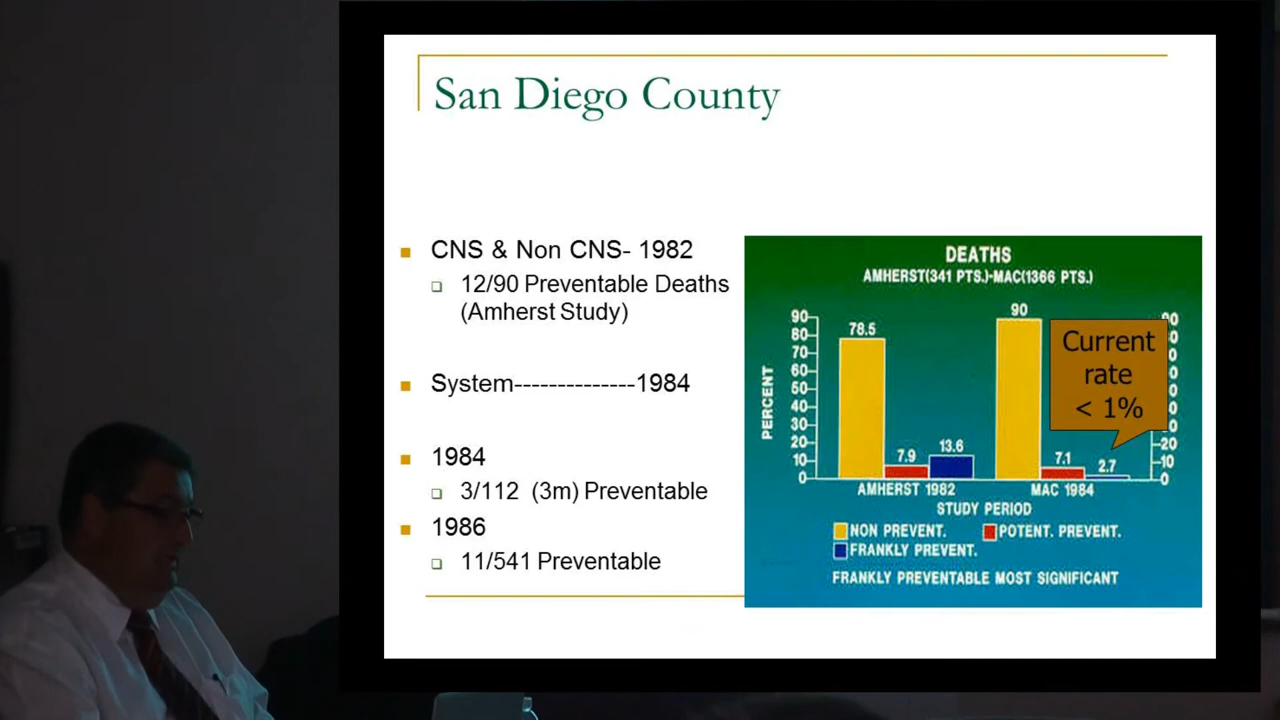 San Diego County
CNS & Non CNS- 1982
12/90 Preventable Deaths
(Amherst Study)
System--------------1984
1984
3/112 (3m) Preventable
1986
11/541 Preventable
DEATHS
AMHERST(341 PTS.)-MAC(1366 PTS.)
PERCENT
90
80
70
60
50
40
30
20
10
0
78.5
7.9
13.6
90
7.1
2.7
Current
rate
< 1%
20
10
0
AMHERST 1982
MAC 1984
STUDY PERIOD
NON PREVENT.
POTENT. PREVENT.
FRANKLY PREVENT.
FRANKLY PREVENTABLE MOST SIGNIFICANT